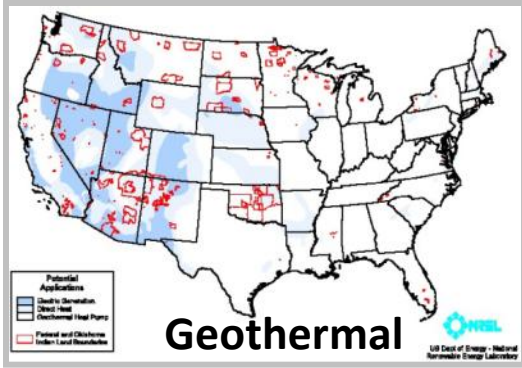 Potential
Applications
Electric Generation
Direct Heat
Geothermal Heat Pump
Federal and Oklahoma
Indian Land Boundaries
Geothermal
NREL
US Dept of Energy - National
Renewable Energy Laboratory